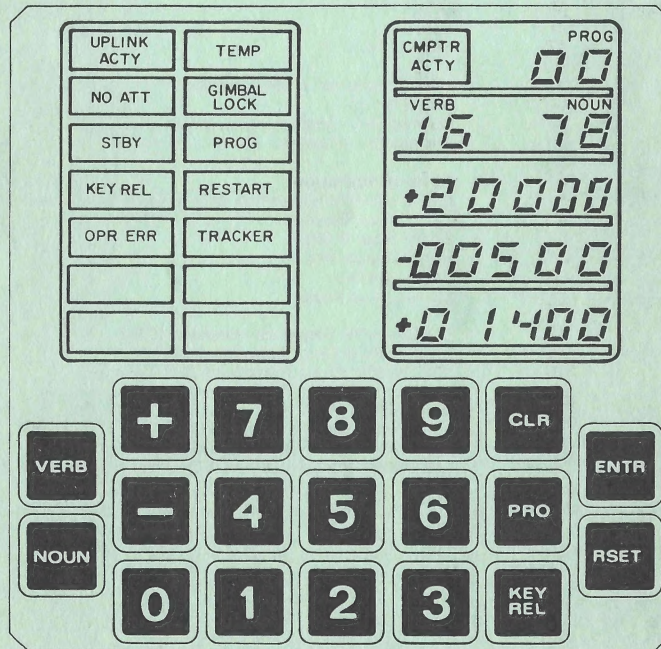 UPLINK
ACTY
TEMP
NO ATT
GIMBAL
LOCK
STBY
PROG
KEY REL
RESTART
OPR ERR
TRACKER
CMPTR
ACTY
PROG
00
VERB
NOUN
16
78
+20000
-00500
+01400
+
7
8
9
CLR
VERB
ENTR
-
4
5
6
PRO
NOUN
RSET
0
1
2
3
KEY
REL